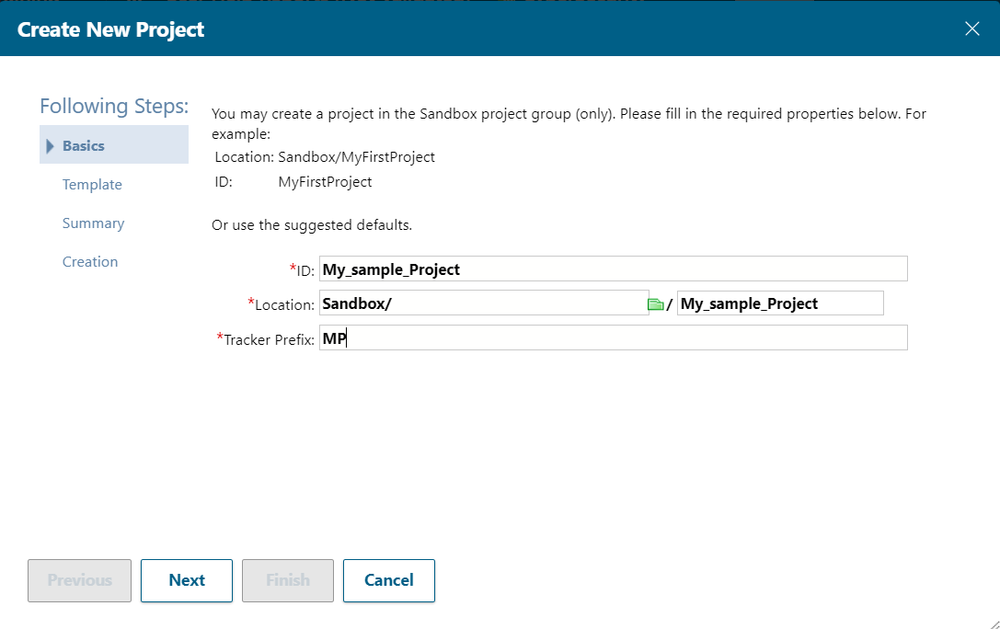 Create New Project
Following Steps:
Basics
Template
Summary
Creation
You may create a project in the Sandbox project group (only). Please fill in the required properties below. For
example:
Location: Sandbox/MyFirstProject
ID: MyFirstProject
Or use the suggested defaults.
*ID: My_sample_Project
*Location: Sandbox/ / My_sample_Project
*Tracker Prefix: MP
Previous Next Finish Cancel